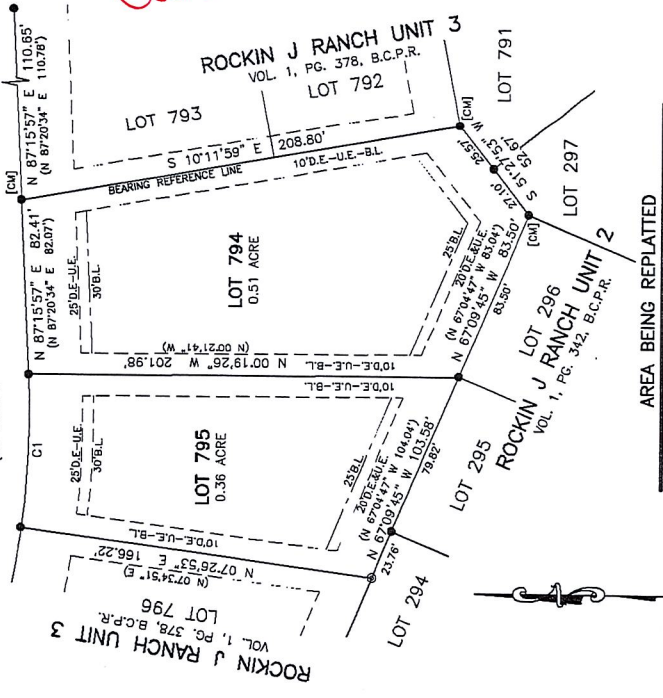 N 87°15'57" E 110.65'
(N 87°20'34" E 110.78')
[CM]
ROCKIN J RANCH UNIT 3
VOL. 1, PG. 378, B.C.P.R.
LOT 793
LOT 792
LOT 791
S 10°11'59" E 208.80'
BEARING REFERENCE LINE
10'D.E.-U.E.-B.L.
[CM]
25.57'
S 51°27'53" W
52.67'
27.10'
[CM]
LOT 297
N 87°15'57" E 82.41'
(N 87°20'34" E 82.07')
25'D.E-U.E.
30'B.L.
LOT 794
0.51 ACRE
25'B.L.
20'D.E.&U.E.
(N 67°04'47" W 83.04')
N 67°09'45" W 83.50'
83.50'
(N 00°21'41" W)
N 00°19'26" W 201.98'
10'D.E.-U.E.-B.L.
10'D.E.-U.E.-B.L.
C1
25'D.E-U.E.
30'B.L.
LOT 795
0.36 ACRE
25'B.L.
20'D.E.&U.E.
(N 67°04'47" W 104.04')
N 67°09'45" W 103.58'
79.82'
23.76'
10'D.E.-U.E.-B.L.
N 07°26'53" E 166.22'
(N 07°34'51" E)
LOT 796
VOL. 1, PG. 378, B.C.P.R.
ROCKIN J RANCH UNIT 3
LOT 294
LOT 295
LOT 296
ROCKIN J RANCH UNIT 2
VOL. 1, PG. 342, B.C.P.R.
AREA BEING REPLATTED